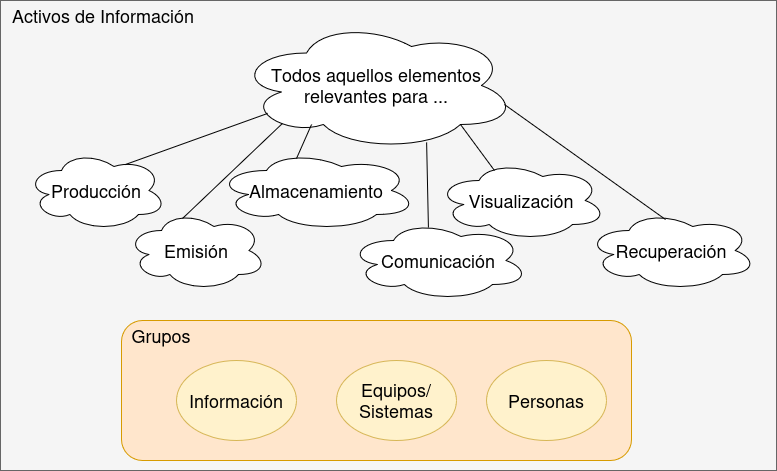 Activos de Información
Todos aquellos elementos
relevantes para ...
Producción
Almacenamiento
Visualización
Emisión
Comunicación
Recuperación
Grupos
Información
Equipos/
Sistemas
Personas